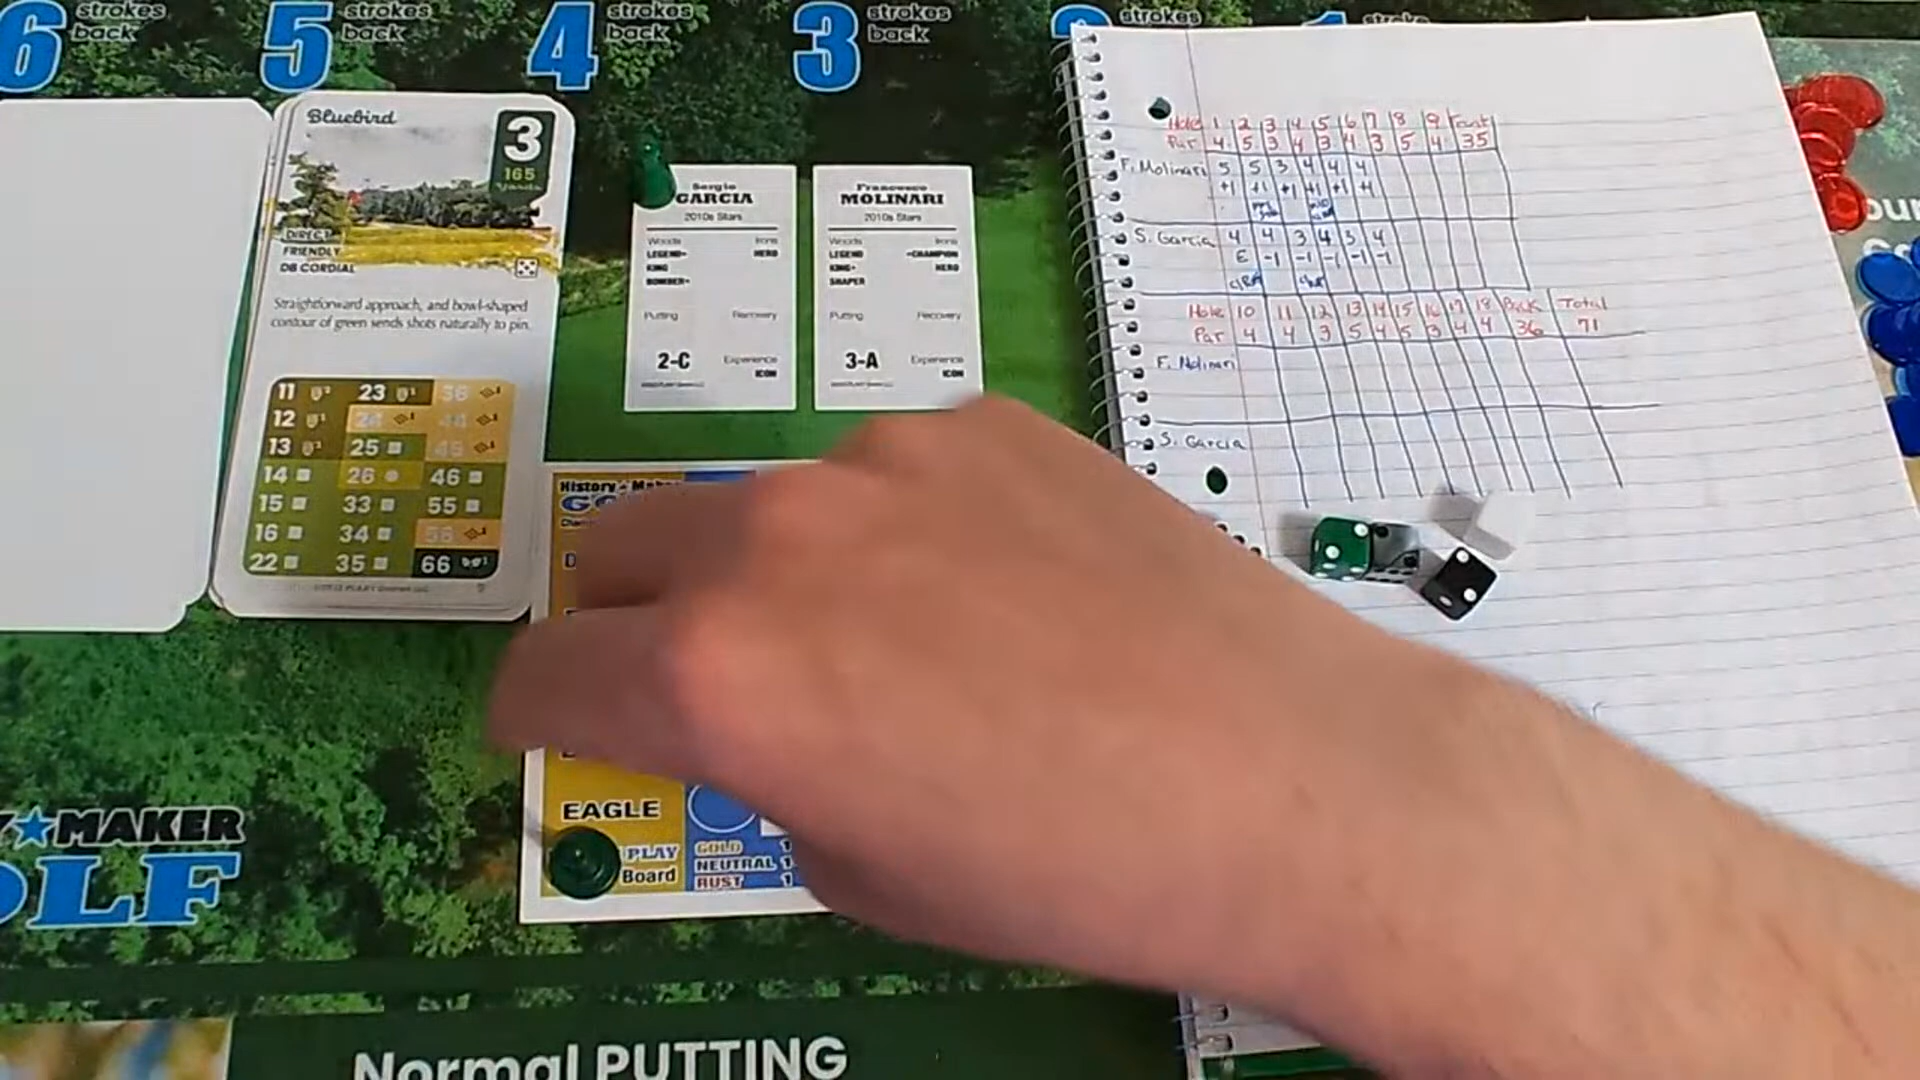 6 strokes back
5 strokes back
4 strokes back
3 strokes back
strokes
Bluebird
3
165
Yards
DIRECT
FRIENDLY
DB CORDIAL
Straightforward approach, and bowl-shaped
contour of green sends shots naturally to pin.
11 23 36
12 24 44
13 25 45
14 26 46
15 33 55
16 34 56
22 35 66
Sergio
GARCIA
2010s Stars
Woods Irons
LEGEND• HERO
KING
BOMBER•
Putting Recovery
2-C Experience
ICON
Francesco
MOLINARI
2010s Stars
Woods Irons
LEGEND •CHAMPION
KING• HERO
SHAPER
Putting Recovery
3-A Experience
ICON
Hole 1 2 3 4 5 6 7 8 9
Par 4 5 3 4 3 4 3 5 4 35
F. Molinari 5 5 3 4 4 4
+1 +1 +1 +1 +1 +1
S. Garcia 4 4 3 4 3 4
E -1 -1 -1 -1 -1
Hole 10 11 12 13 14 15 16 17 18 Back Total
Par 4 4 3 5 4 5 3 4 4 36 71
F. Molinari
S. Garcia
EAGLE
PLAY
Board
GOLD
NEUTRAL
RUST
MAKER
Normal PUTTING